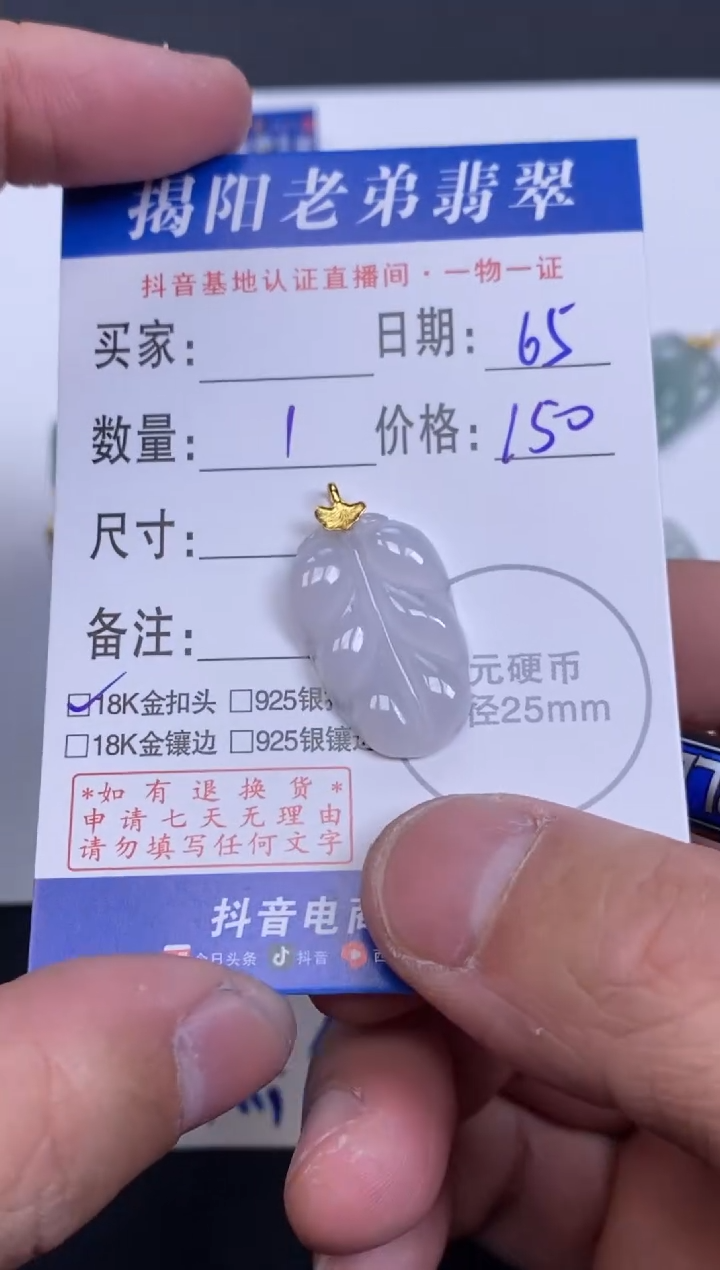 揭阳老弟翡翠
抖音基地认证直播间·一物一证
买家: 日期: 65
数量: 1 价格: 150
尺寸:
备注:
元硬币
径25mm
18K金扣头 925银
18K金镶边 925银镶
*如有退换货*
申请七天无理由
请勿填写任何文字
抖音电商
今日头条 抖音 西